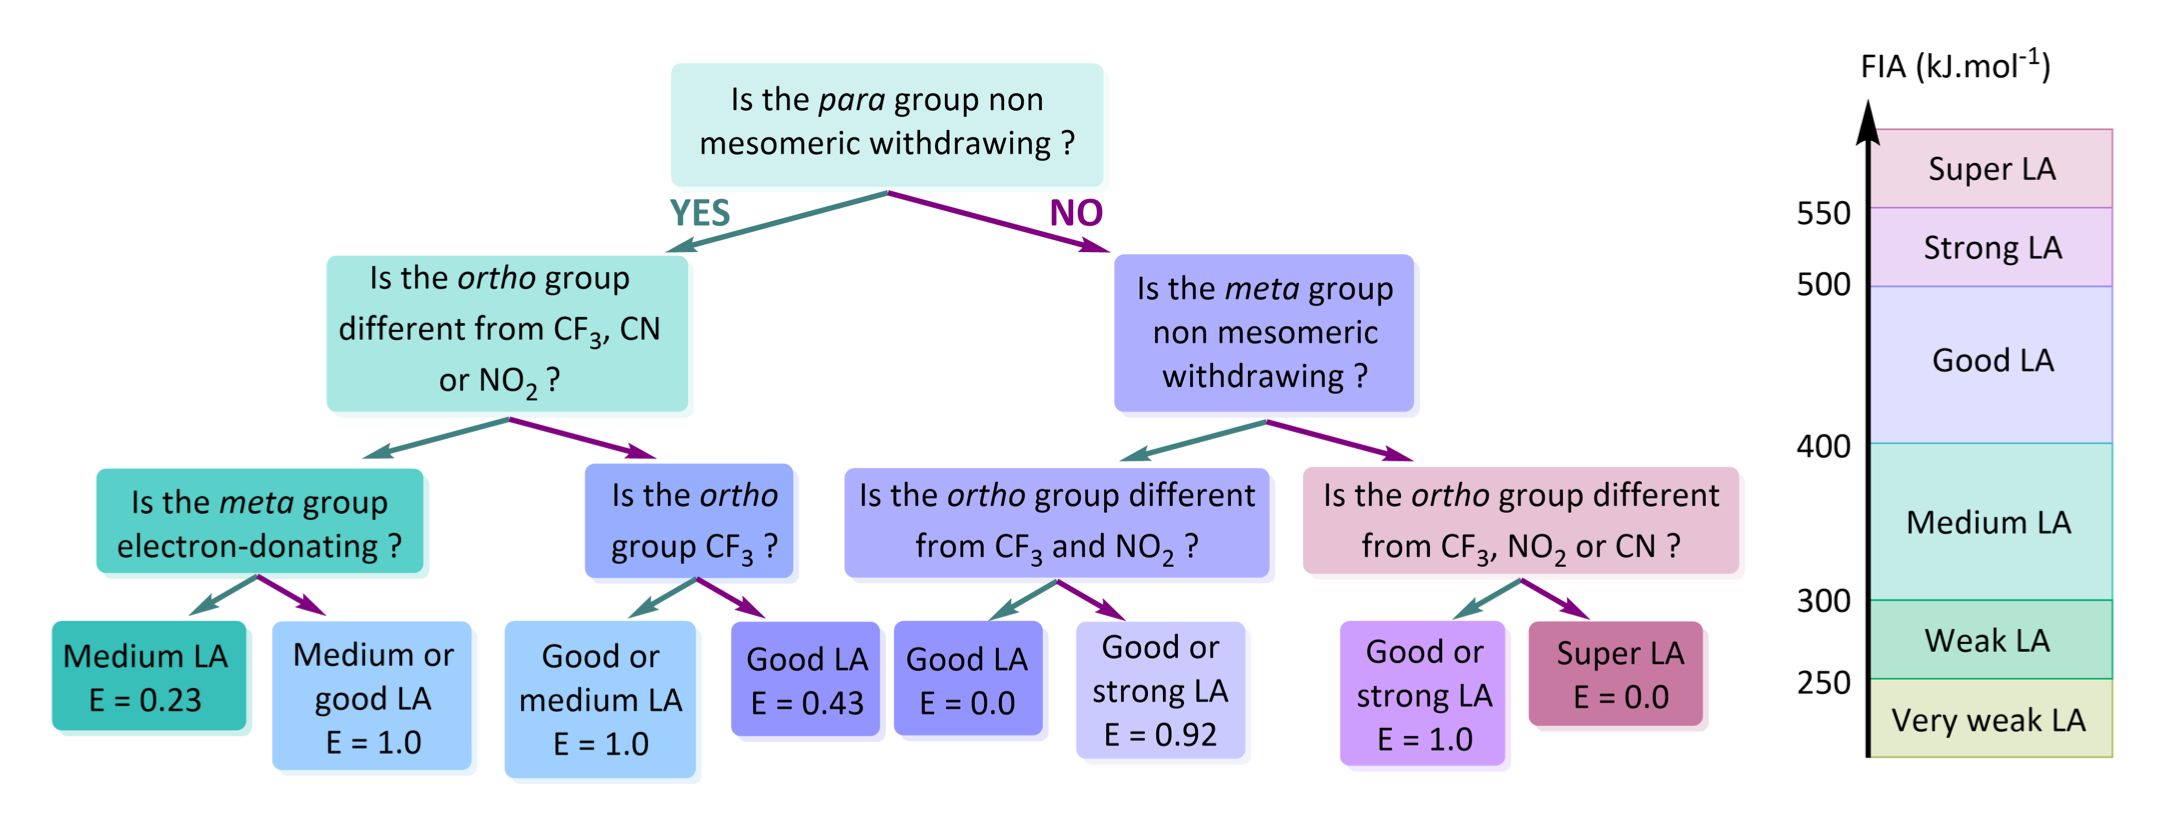 Is the para group non
mesomeric withdrawing ?
YES
NO
Is the ortho group
different from CF₃, CN
or NO₂ ?
Is the meta group
non mesomeric
withdrawing ?
Is the meta group
electron-donating ?
Is the ortho
group CF₃ ?
Is the ortho group different
from CF₃ and NO₂ ?
Is the ortho group different
from CF₃, NO₂ or CN ?
Medium LA
E = 0.23
Medium or
good LA
E = 1.0
Good or
medium LA
E = 1.0
Good LA
E = 0.43
Good LA
E = 0.0
Good or
strong LA
E = 0.92
Good or
strong LA
E = 1.0
Super LA
E = 0.0
FIA (kJ.mol⁻¹)
Super LA
550
Strong LA
500
Good LA
400
Medium LA
300
Weak LA
250
Very weak LA